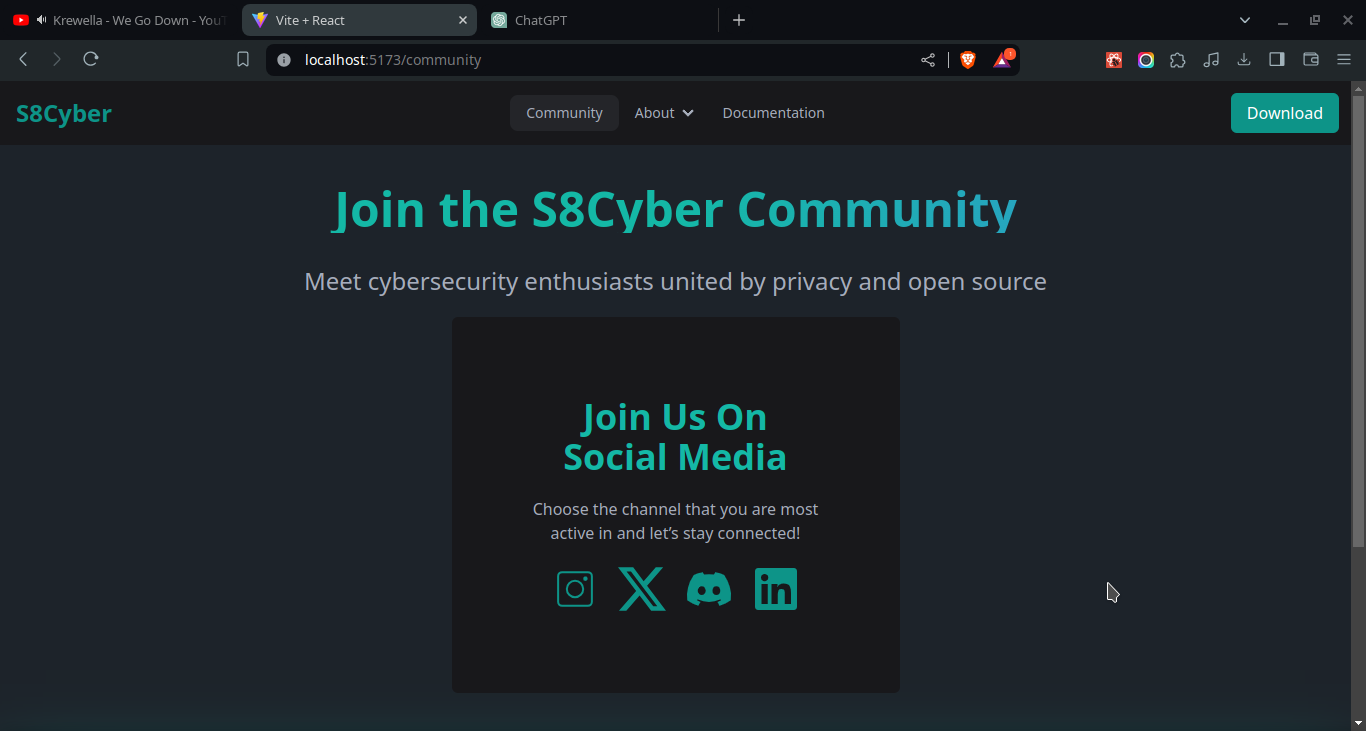 Krewella - We Go Down - YouT
Vite + React
ChatGPT
localhost:5173/community
S8Cyber
Community
About
Documentation
Download
Join the S8Cyber Community
Meet cybersecurity enthusiasts united by privacy and open source
Join Us On
Social Media
Choose the channel that you are most
active in and let’s stay connected!
in